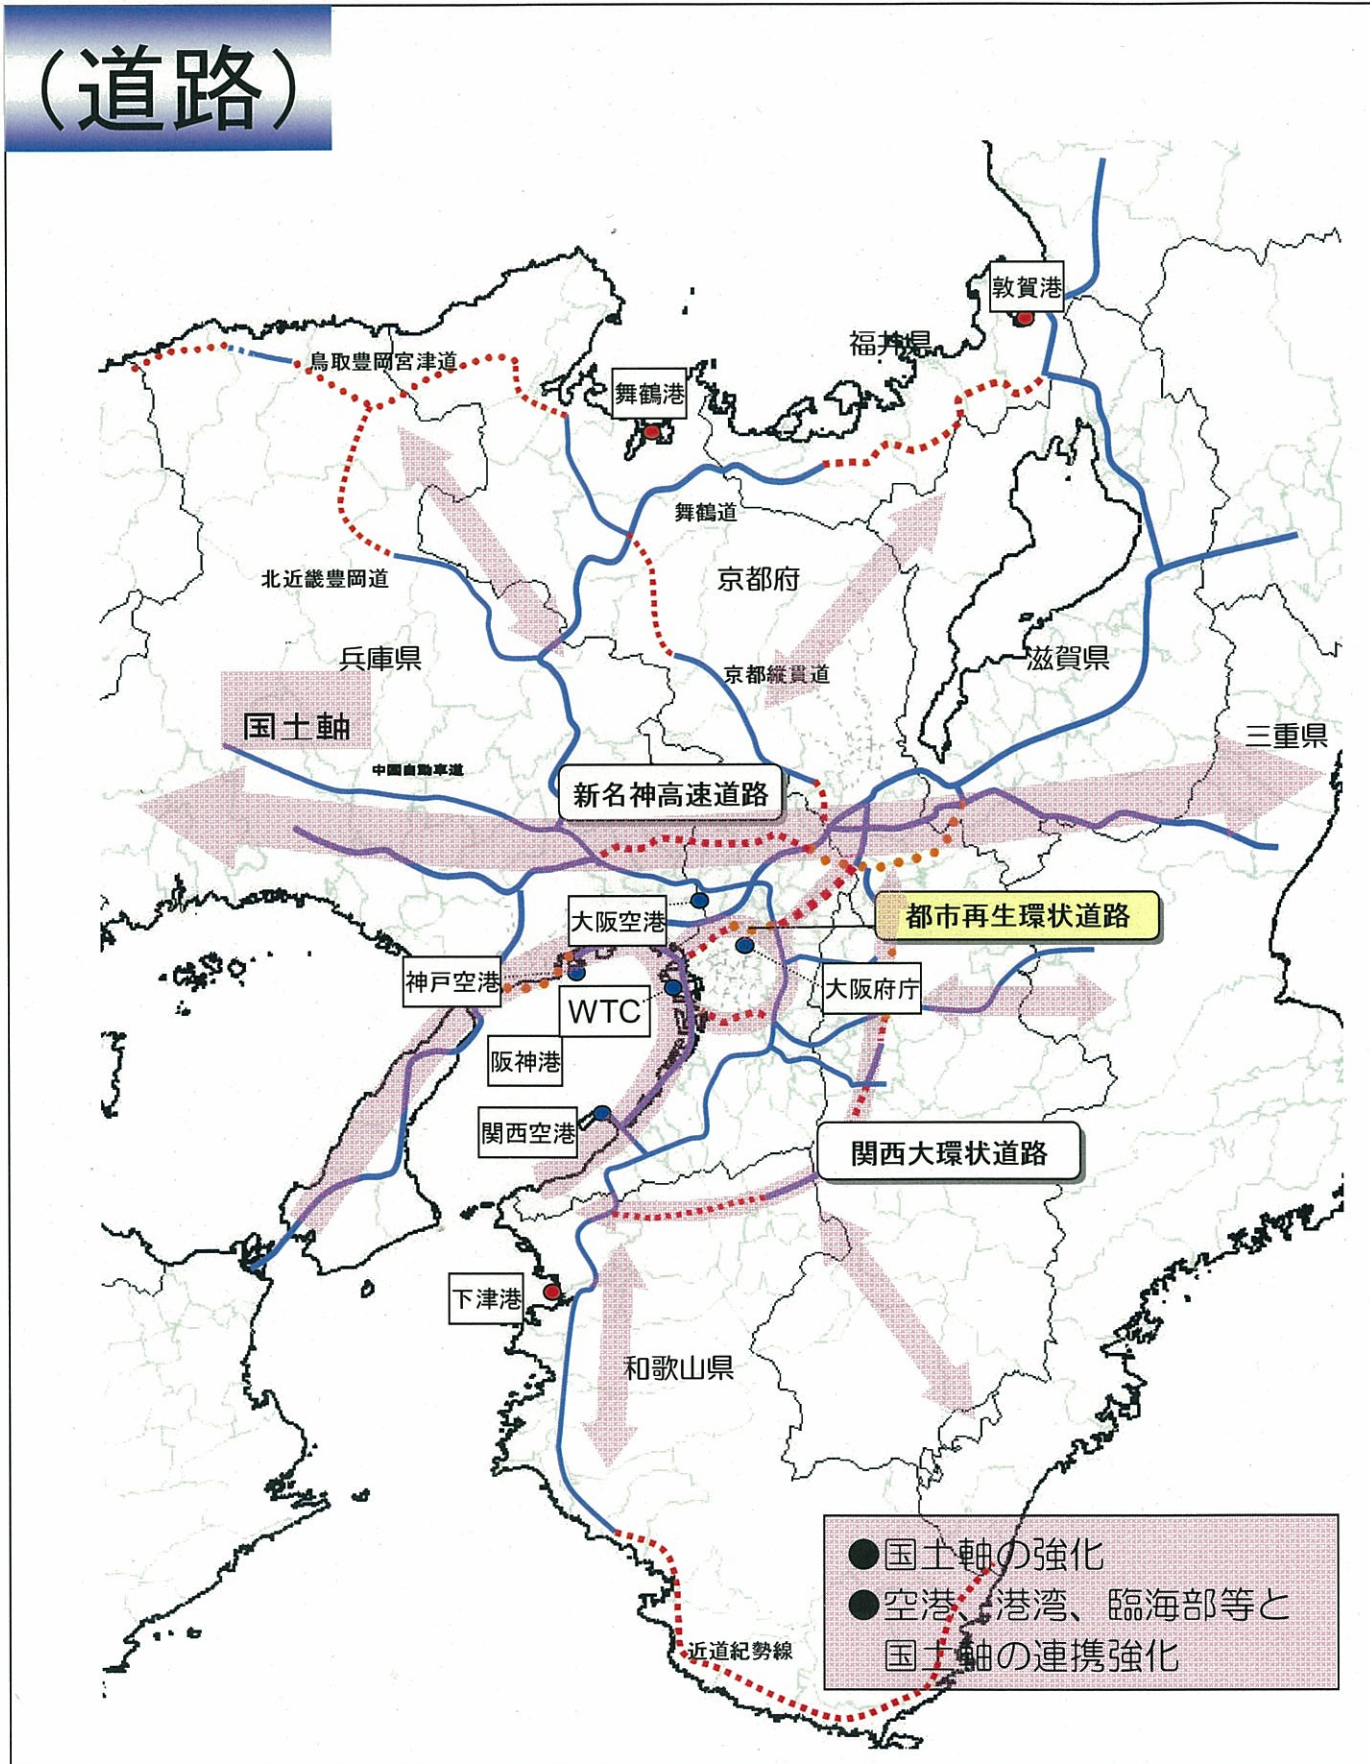 （道路）
敦賀港
福井県
鳥取豊岡宮津道
舞鶴港
舞鶴道
北近畿豊岡道
京都府
兵庫県
京都縦貫道
滋賀県
国土軸
三重県
中国自動車道
新名神高速道路
大阪空港
都市再生環状道路
神戸空港
WTC
大阪府庁
阪神港
関西空港
関西大環状道路
下津港
和歌山県
●国土軸の強化
●空港、港湾、臨海部等と
国土軸の連携強化
近道紀勢線